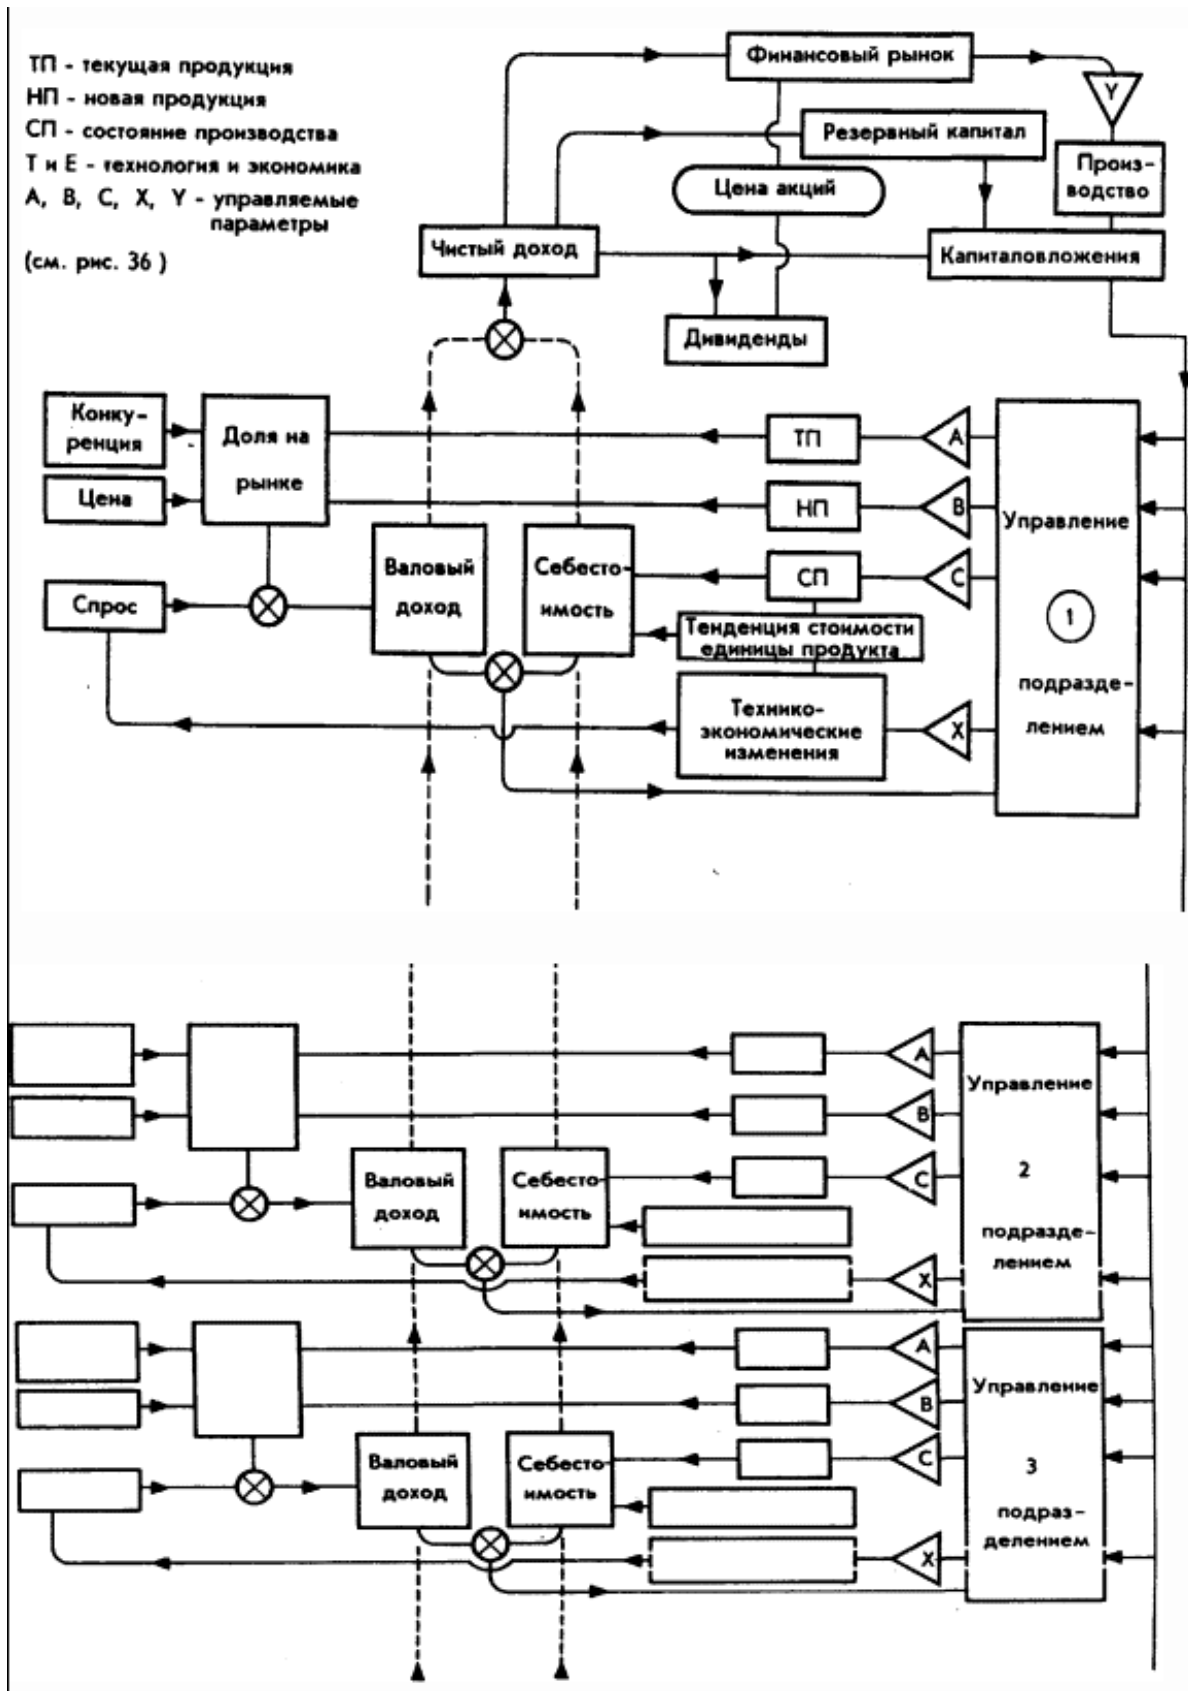 ТП - текущая продукция
НП - новая продукция
СП - состояние производства
Т и Е - технология и экономика
А, В, С, Х, Y - управляемые
параметры
(см. рис. 36 )
Финансовый рынок
Y
Резервный капитал
Произ-
водство
Цена акций
Чистый доход
Капиталовложения
Дивиденды
Конку-
ренция
Доля на
рынке
ТП
А
Цена
НП
В
Управление
Валовый
доход
Себесто-
имость
СП
С
Спрос
1
Тенденция стоимости
единицы продукта
подразде-
лением
Технико-
экономические
изменения
Х
А
Управление
В
Валовый
доход
Себесто-
имость
С
2
подразде-
лением
Х
А
Управление
В
Валовый
доход
Себесто-
имость
С
3
подраз-
делением
Х